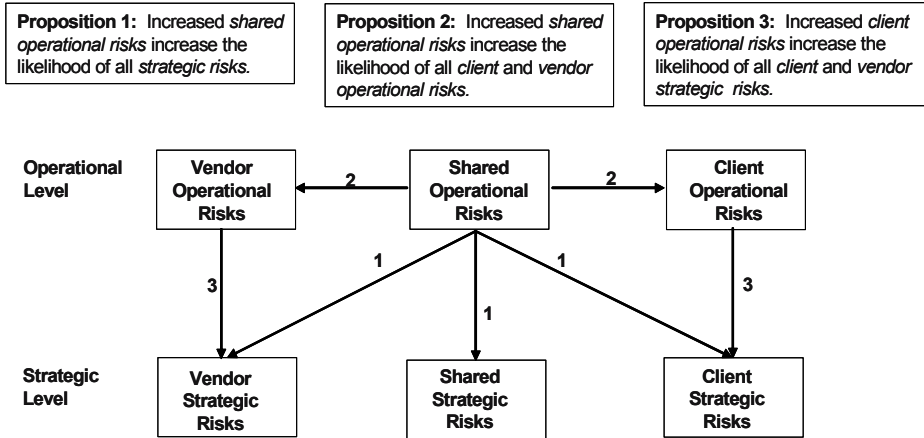 Proposition 1: Increased shared
operational risks increase the
likelihood of all strategic risks.
Proposition 2: Increased shared
operational risks increase the
likelihood of all client and vendor
operational risks.
Proposition 3: Increased client
operational risks increase the
likelihood of all client and vendor
strategic risks.
Operational
Level
Vendor
Operational
Risks
2
Shared
Operational
Risks
2
Client
Operational
Risks
3
1
1
1
3
Strategic
Level
Vendor
Strategic
Risks
Shared
Strategic
Risks
Client
Strategic
Risks